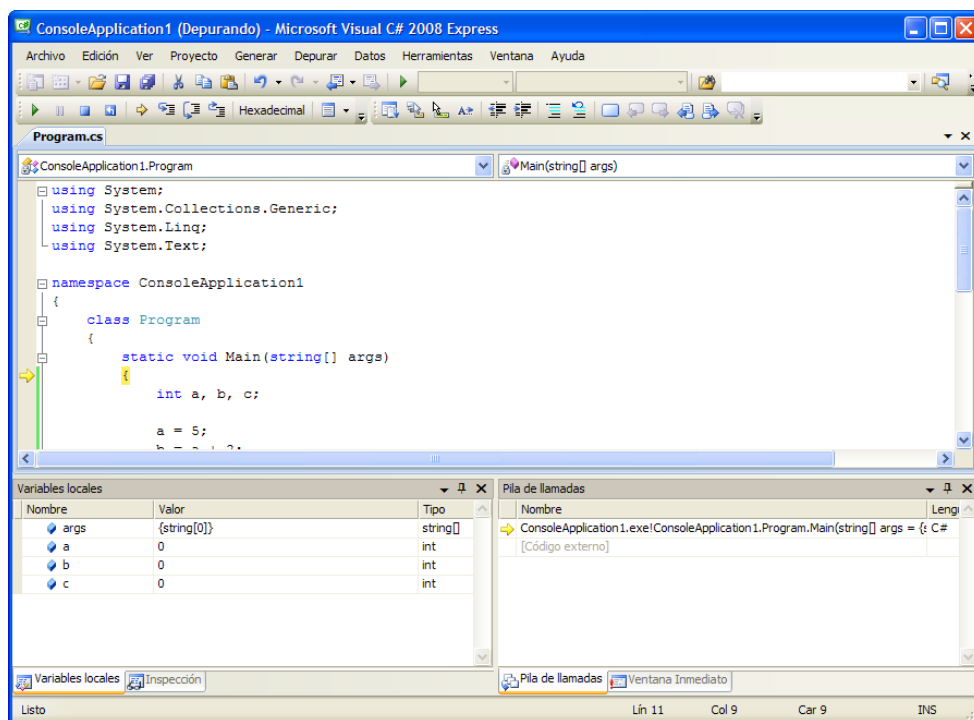 ConsoleApplication1 (Depurando) - Microsoft Visual C# 2008 Express
Archivo Edición Ver Proyecto Generar Depurar Datos Herramientas Ventana Ayuda
Hexadecimal
Program.cs
ConsoleApplication1.Program
Main(string[] args)
using System;
using System.Collections.Generic;
using System.Linq;
using System.Text;
namespace ConsoleApplication1
{
class Program
{
static void Main(string[] args)
{
int a, b, c;
a = 5;
Variables locales
Nombre Valor Tipo
args {string[0]} string[]
a 0 int
b 0 int
c 0 int
Variables locales Inspección
Pila de llamadas
Nombre Lengu
ConsoleApplication1.exe!ConsoleApplication1.Program.Main(string[] args = {s C#
[Código externo]
Pila de llamadas Ventana Inmediato
Listo Lín 11 Col 9 Car 9 INS